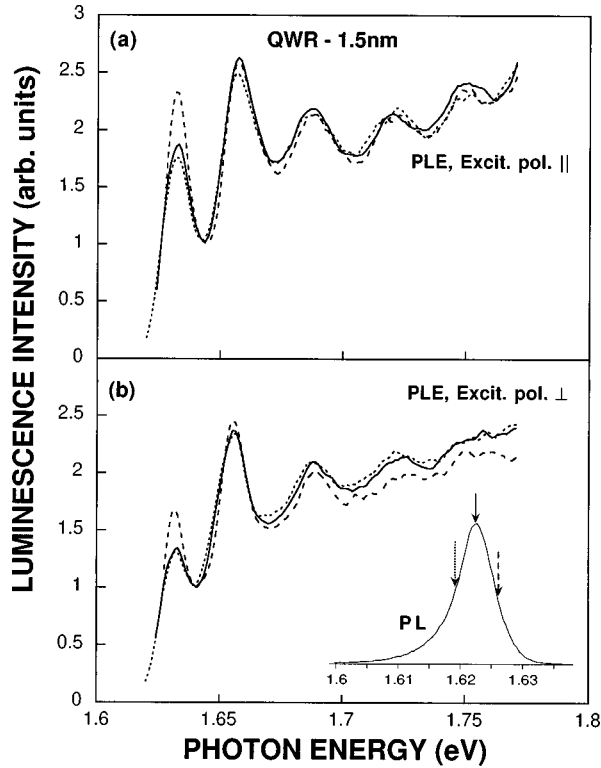 LUMINESCENCE INTENSITY (arb. units)
3
2.5
2
1.5
1
0.5
0
(a)
QWR - 1.5nm
PLE, Excit. pol. ||
2.5
2
1.5
1
0.5
0
(b)
PLE, Excit. pol. ⊥
PL
1.6 1.61 1.62 1.63
1.6 1.65 1.7 1.75 1.8
PHOTON ENERGY (eV)